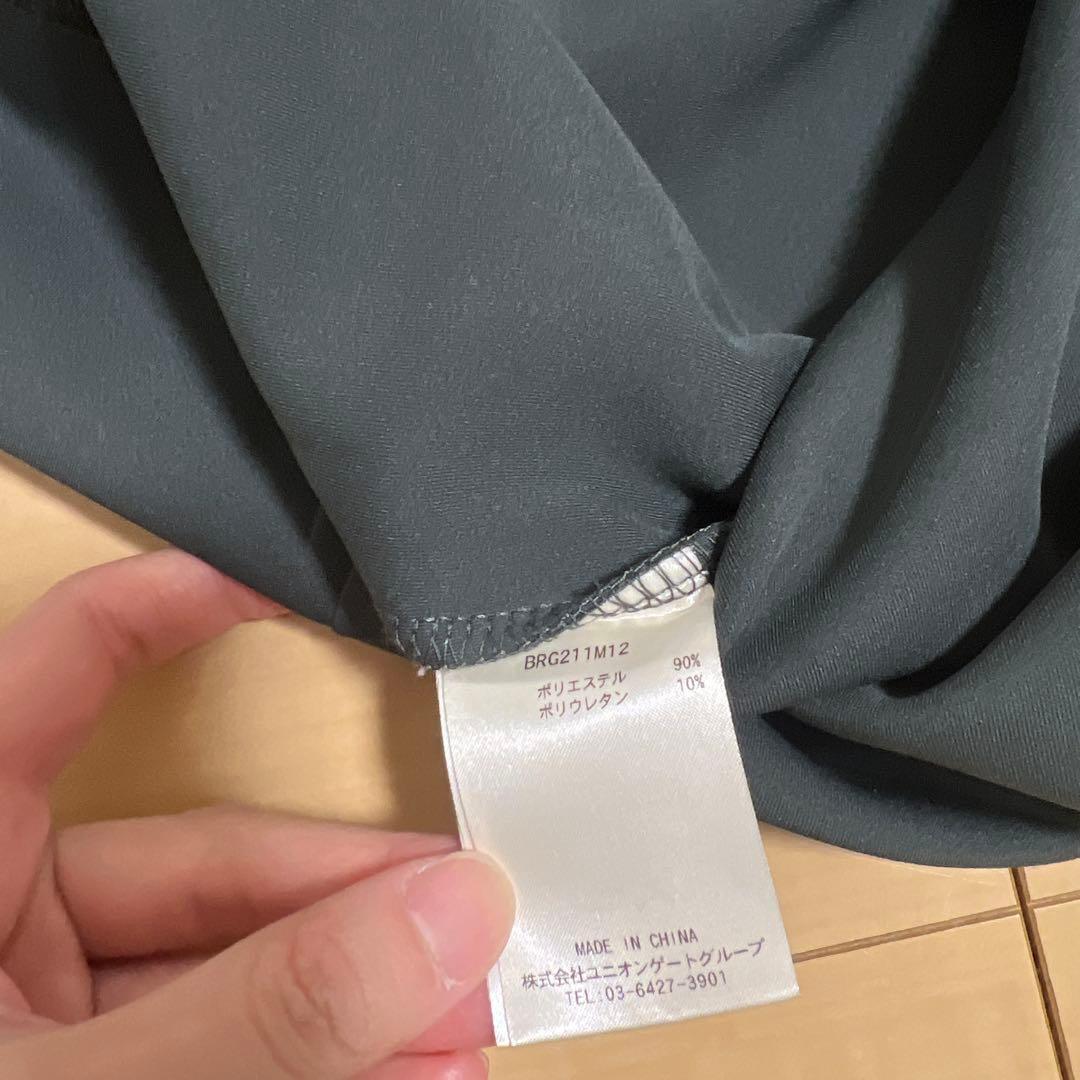 BRG211M12
ポリエステル 90%
ポリウレタン 10%
MADE IN CHINA
株式会社ユニオンゲートグループ
TEL:03-6427-3901